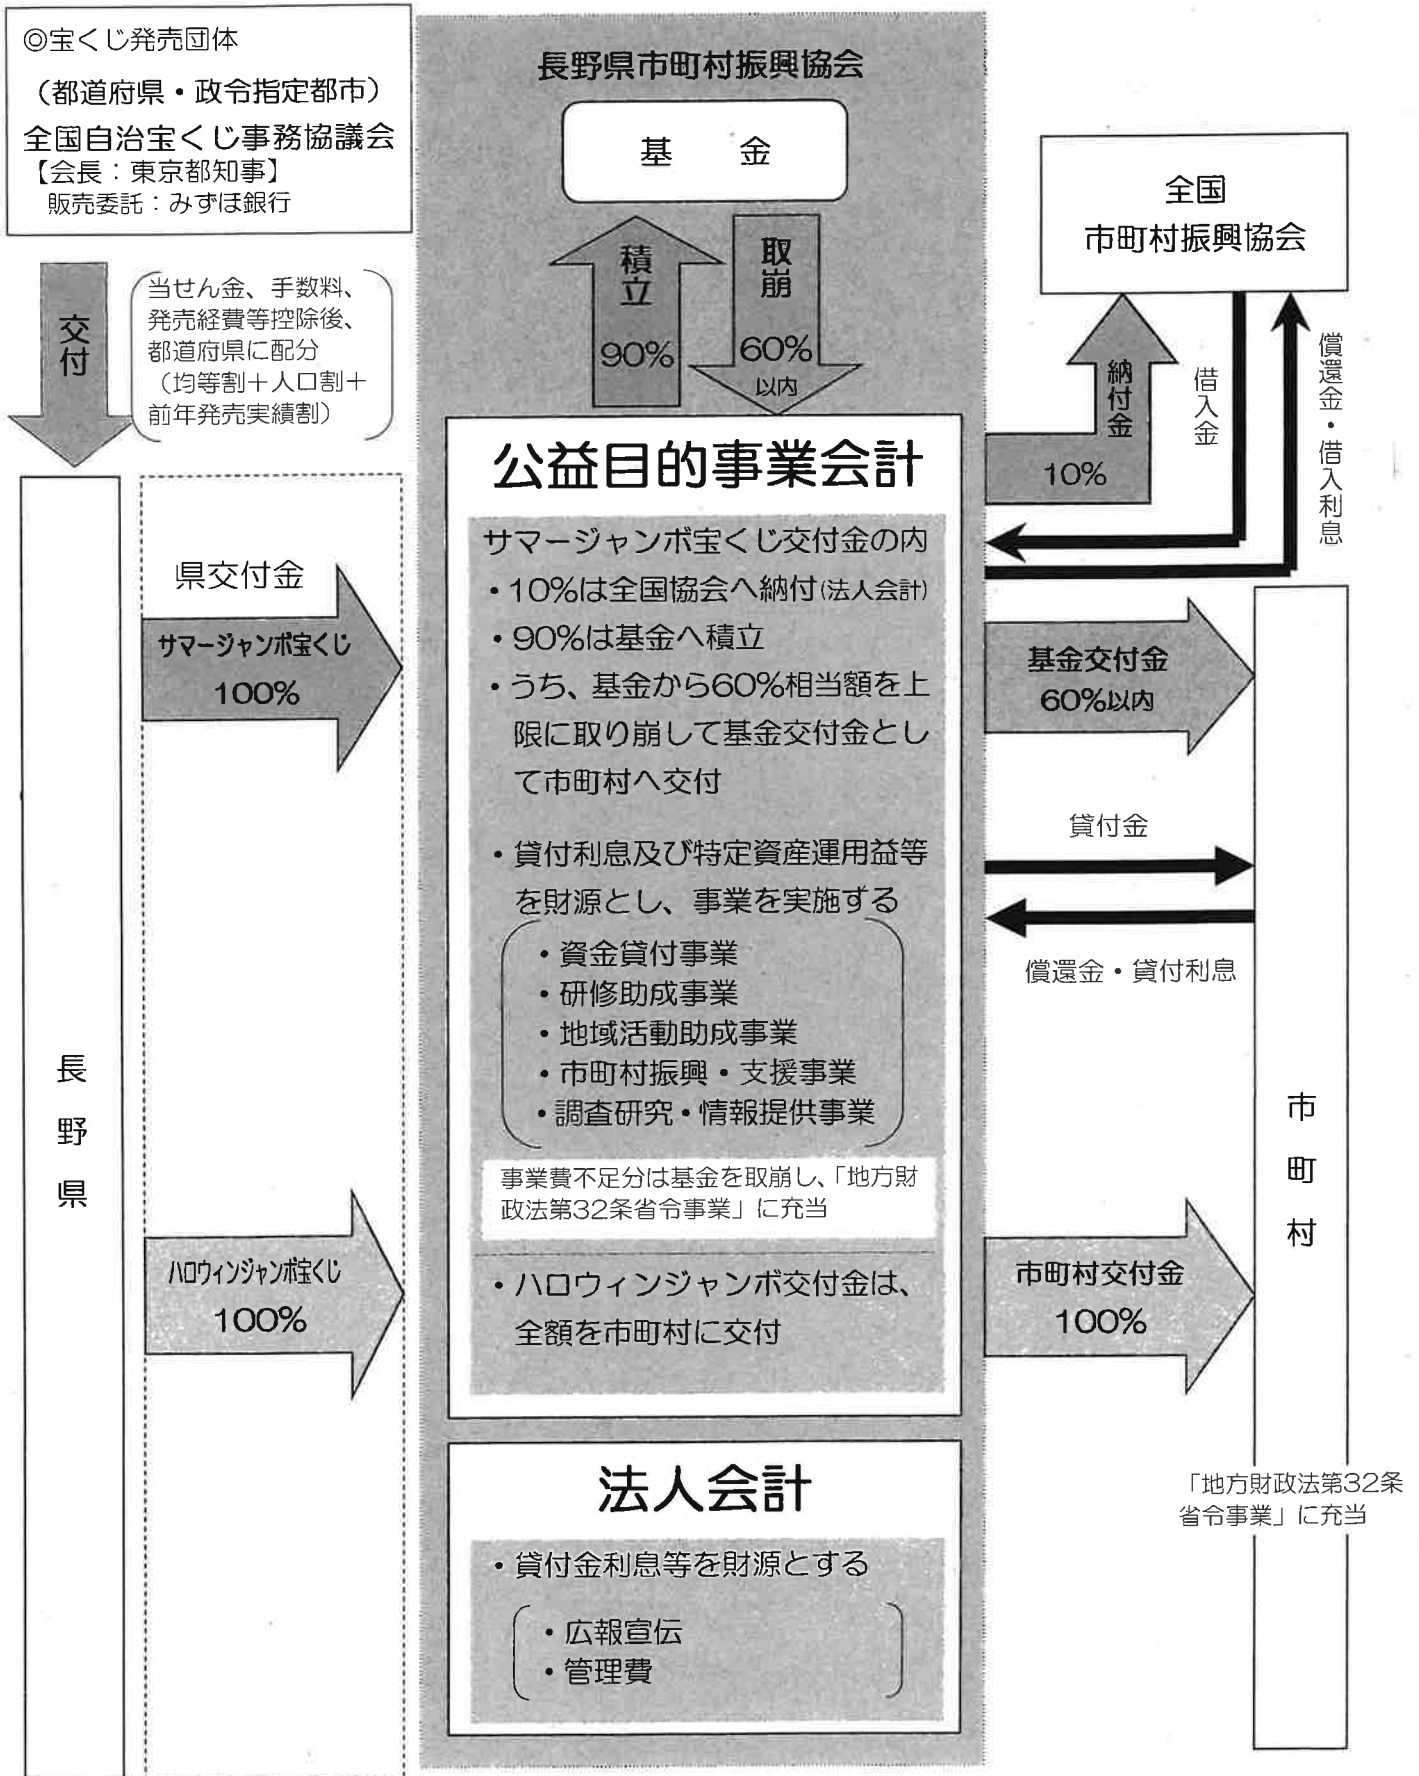 ◎宝くじ発売団体
（都道府県・政令指定都市）
全国自治宝くじ事務協議会
【会長：東京都知事】
販売委託：みずほ銀行
交付
当せん金、手数料、
発売経費等控除後、
都道府県に配分
（均等割＋人口割＋
前年発売実績割）
長野県
県交付金
サマージャンボ宝くじ
100%
ハロウィンジャンボ宝くじ
100%
長野県市町村振興協会
基　金
積立
90%
取崩
60%
以内
公益目的事業会計
サマージャンボ宝くじ交付金の内
・10%は全国協会へ納付(法人会計)
・90%は基金へ積立
・うち、基金から60%相当額を上
限に取り崩して基金交付金とし
て市町村へ交付
・貸付利息及び特定資産運用益等
を財源とし、事業を実施する
・資金貸付事業
・研修助成事業
・地域活動助成事業
・市町村振興・支援事業
・調査研究・情報提供事業
事業費不足分は基金を取崩し、「地方財
政法第32条省令事業」に充当
・ハロウィンジャンボ交付金は、
全額を市町村に交付
法人会計
・貸付金利息等を財源とする
・広報宣伝
・管理費
全国
市町村振興協会
納付金
10%
借入金
償還金・借入利息
基金交付金
60%以内
貸付金
償還金・貸付利息
市町村交付金
100%
市町村
「地方財政法第32条
省令事業」に充当